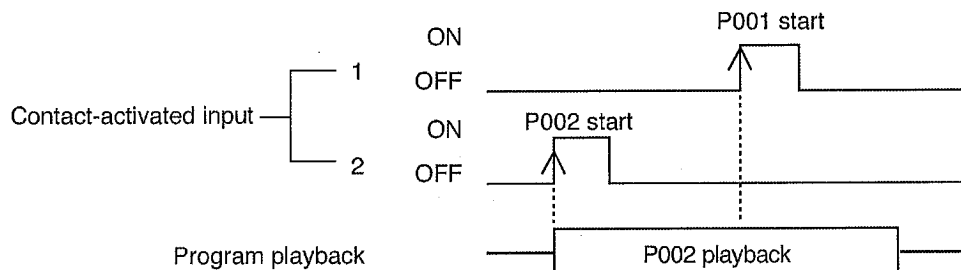 P001 start
ON
1
OFF
Contact-activated input
P002 start
ON
2
OFF
Program playback
P002 playback